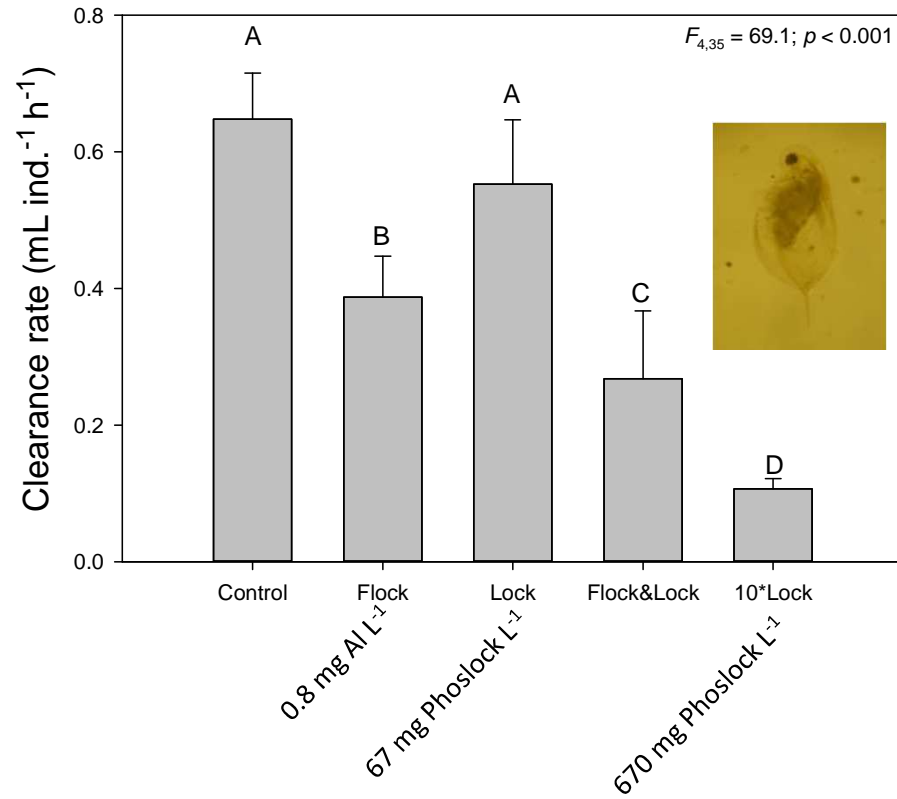 F4,35 = 69.1; p < 0.001
Clearance rate (mL ind.-1 h-1)
0.8
0.6
0.4
0.2
0.0
A
B
A
C
D
Control
Flock
Lock
Flock&Lock
10*Lock
0.8 mg Al L-1
67 mg Phoslock L-1
670 mg Phoslock L-1